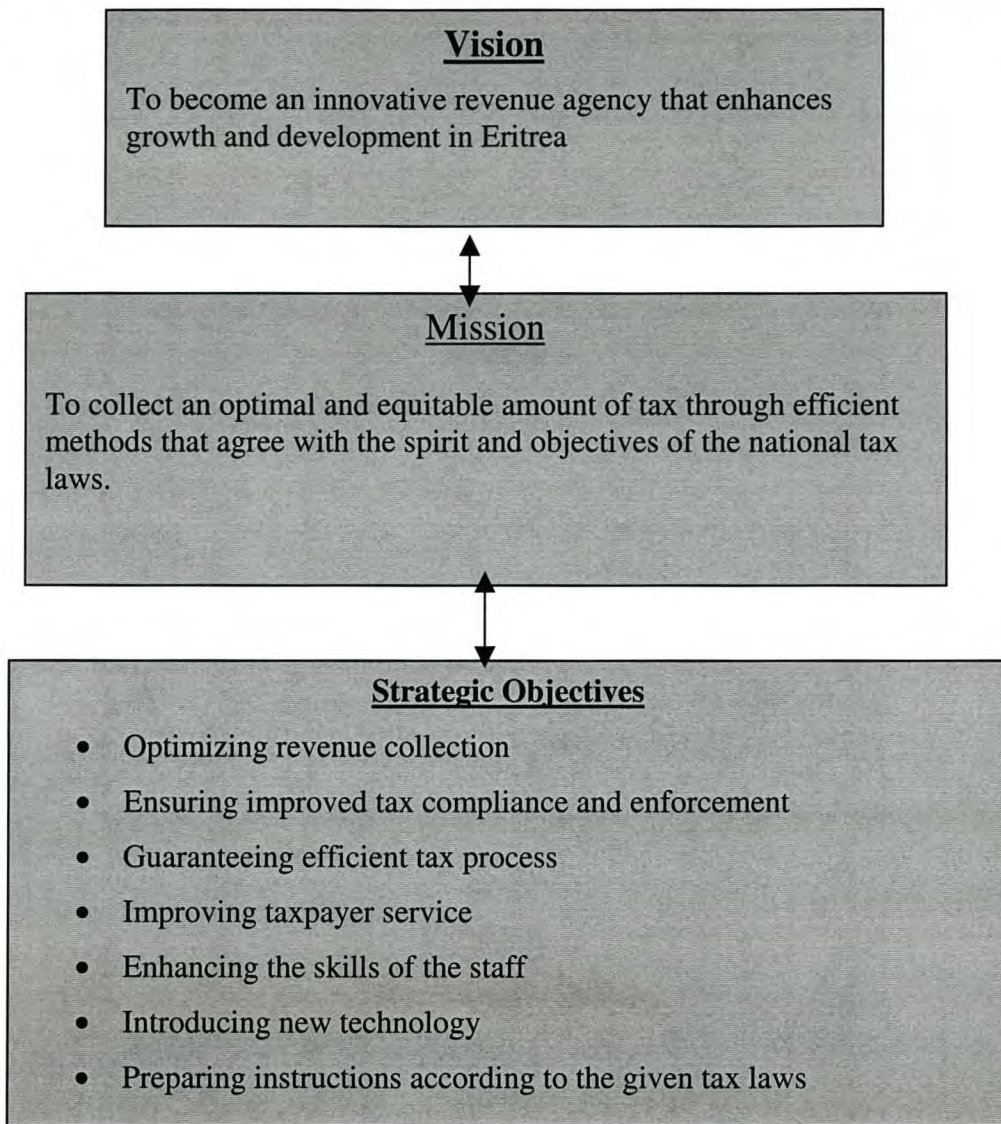 Vision
To become an innovative revenue agency that enhances
growth and development in Eritrea
Mission
To collect an optimal and equitable amount of tax through efficient
methods that agree with the spirit and objectives of the national tax
laws.
Strategic Objectives
• Optimizing revenue collection
• Ensuring improved tax compliance and enforcement
• Guaranteeing efficient tax process
• Improving taxpayer service
• Enhancing the skills of the staff
• Introducing new technology
• Preparing instructions according to the given tax laws